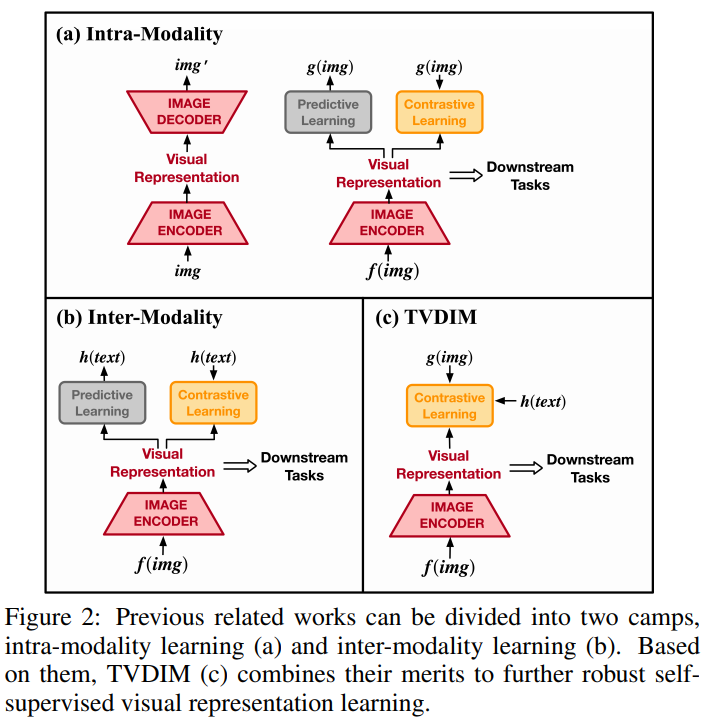 (a) Intra-Modality
img′
IMAGE
DECODER
Visual
Representation
IMAGE
ENCODER
img
g(img)
g(img)
Predictive
Learning
Contrastive
Learning
Visual
Representation
Downstream
Tasks
IMAGE
ENCODER
f(img)
(b) Inter-Modality
h(text)
h(text)
Predictive
Learning
Contrastive
Learning
Visual
Representation
Downstream
Tasks
IMAGE
ENCODER
f(img)
(c) TVDIM
g(img)
Contrastive
Learning
h(text)
Visual
Representation
Downstream
Tasks
IMAGE
ENCODER
f(img)
Figure 2: Previous related works can be divided into two camps,
intra-modality learning (a) and inter-modality learning (b). Based
on them, TVDIM (c) combines their merits to further robust self-
supervised visual representation learning.